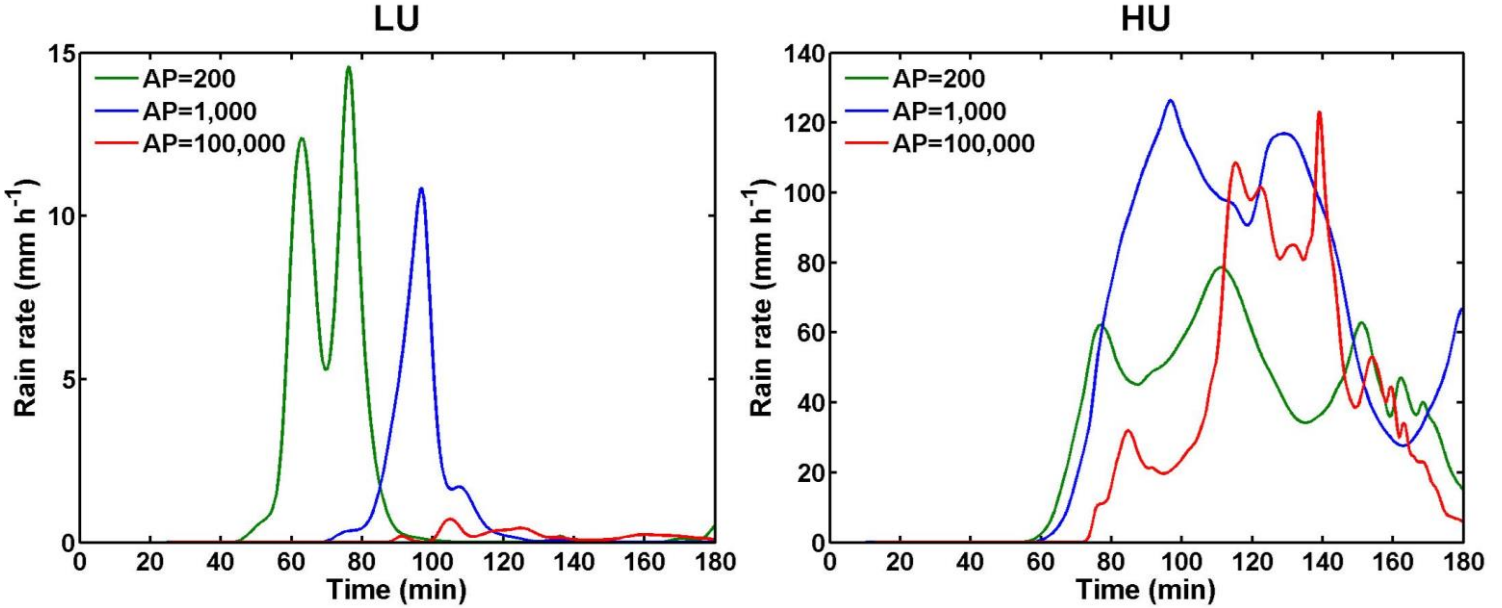 LU
15
10
5
0
Rain rate (mm h-1)
AP=200
AP=1,000
AP=100,000
0 20 40 60 80 100 120 140 160 180
Time (min)
HU
140
120
100
80
60
40
20
0
Rain rate (mm h-1)
AP=200
AP=1,000
AP=100,000
0 20 40 60 80 100 120 140 160 180
Time (min)